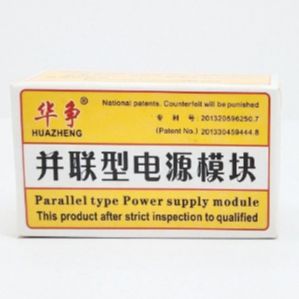 华争®
HUAZHENG
National patents. Counterfeit will be punished
专 利 号: 201320596250.7
(Patent No.) 201330459444.8
并联型电源模块
Parallel type Power supply module
This product after strict inspection to qualified